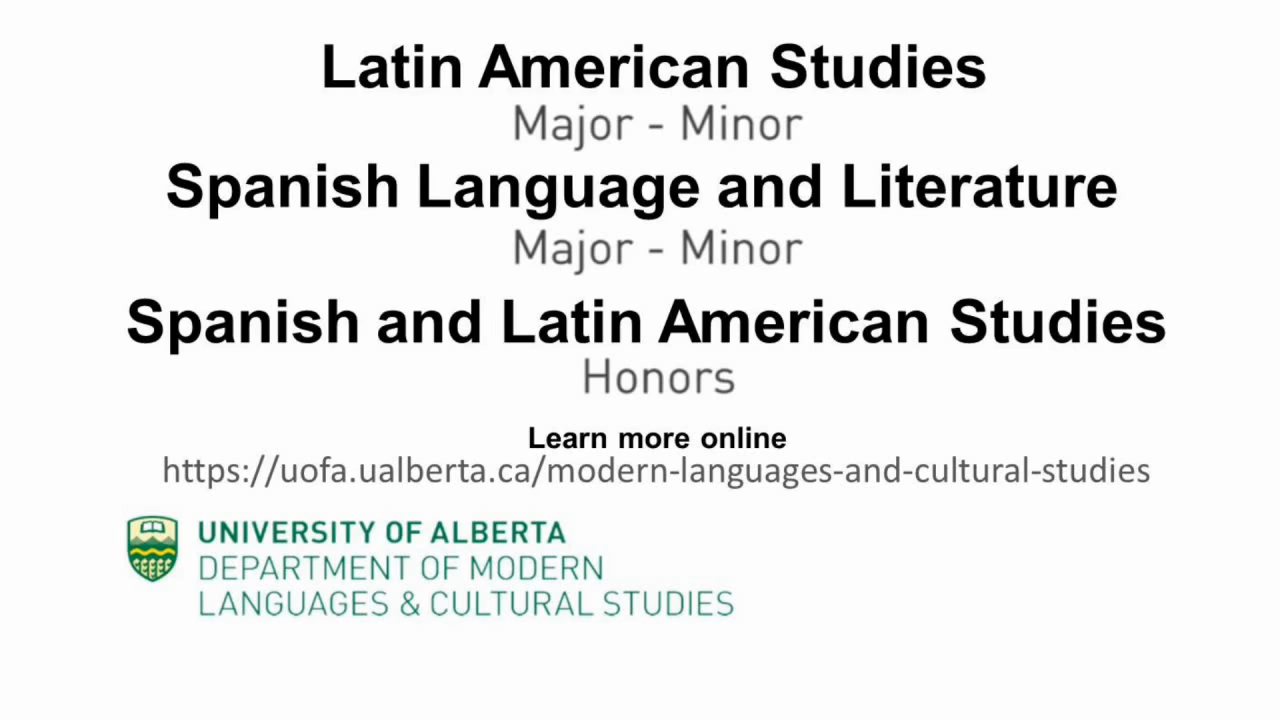 Latin American Studies
Major - Minor
Spanish Language and Literature
Major - Minor
Spanish and Latin American Studies
Honors
Learn more online
https://uofa.ualberta.ca/modern-languages-and-cultural-studies
UNIVERSITY OF ALBERTA
DEPARTMENT OF MODERN
LANGUAGES & CULTURAL STUDIES